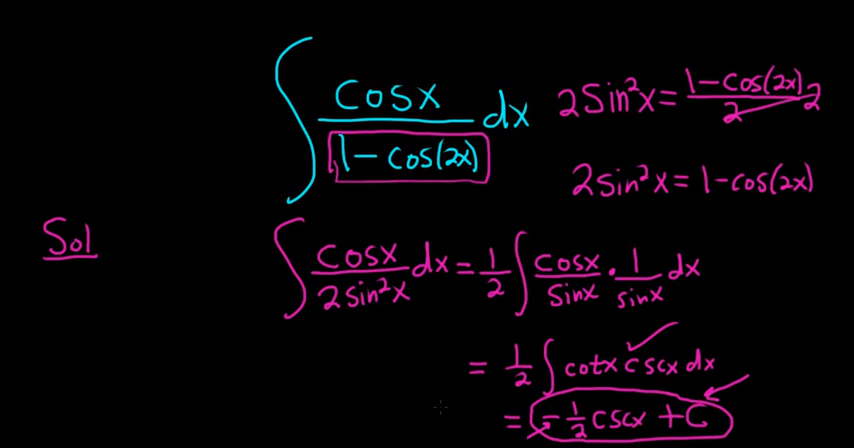 ∫ cosx / 1 - cos(2x) dx
2sin²x = 1 - cos(2x) / 2 · 2
2sin²x = 1 - cos(2x)
Sol
∫ cosx / 2sin²x dx = 1/2 ∫ cosx / sinx · 1 / sinx dx
= 1/2 ∫ cotx cscx dx
= -1/2 cscx + C